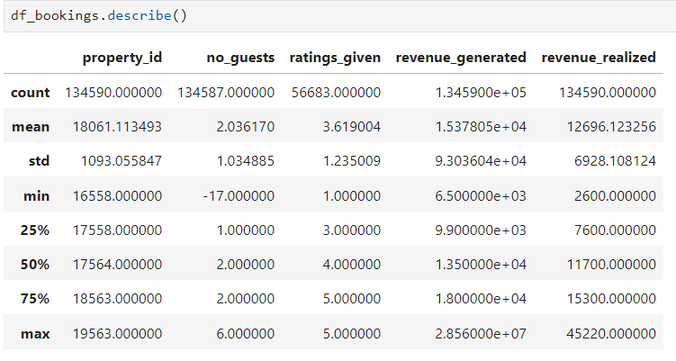 df_bookings.describe()
property_id no_guests ratings_given revenue_generated revenue_realized
count 134590.000000 134587.000000 56683.000000 1.345900e+05 134590.000000
mean 18061.113493 2.036170 3.619004 1.537805e+04 12696.123256
std 1093.055847 1.034885 1.235009 9.303604e+04 6928.108124
min 16558.000000 -17.000000 1.000000 6.500000e+03 2600.000000
25% 17558.000000 1.000000 3.000000 9.900000e+03 7600.000000
50% 17564.000000 2.000000 4.000000 1.350000e+04 11700.000000
75% 18563.000000 2.000000 5.000000 1.800000e+04 15300.000000
max 19563.000000 6.000000 5.000000 2.856000e+07 45220.000000